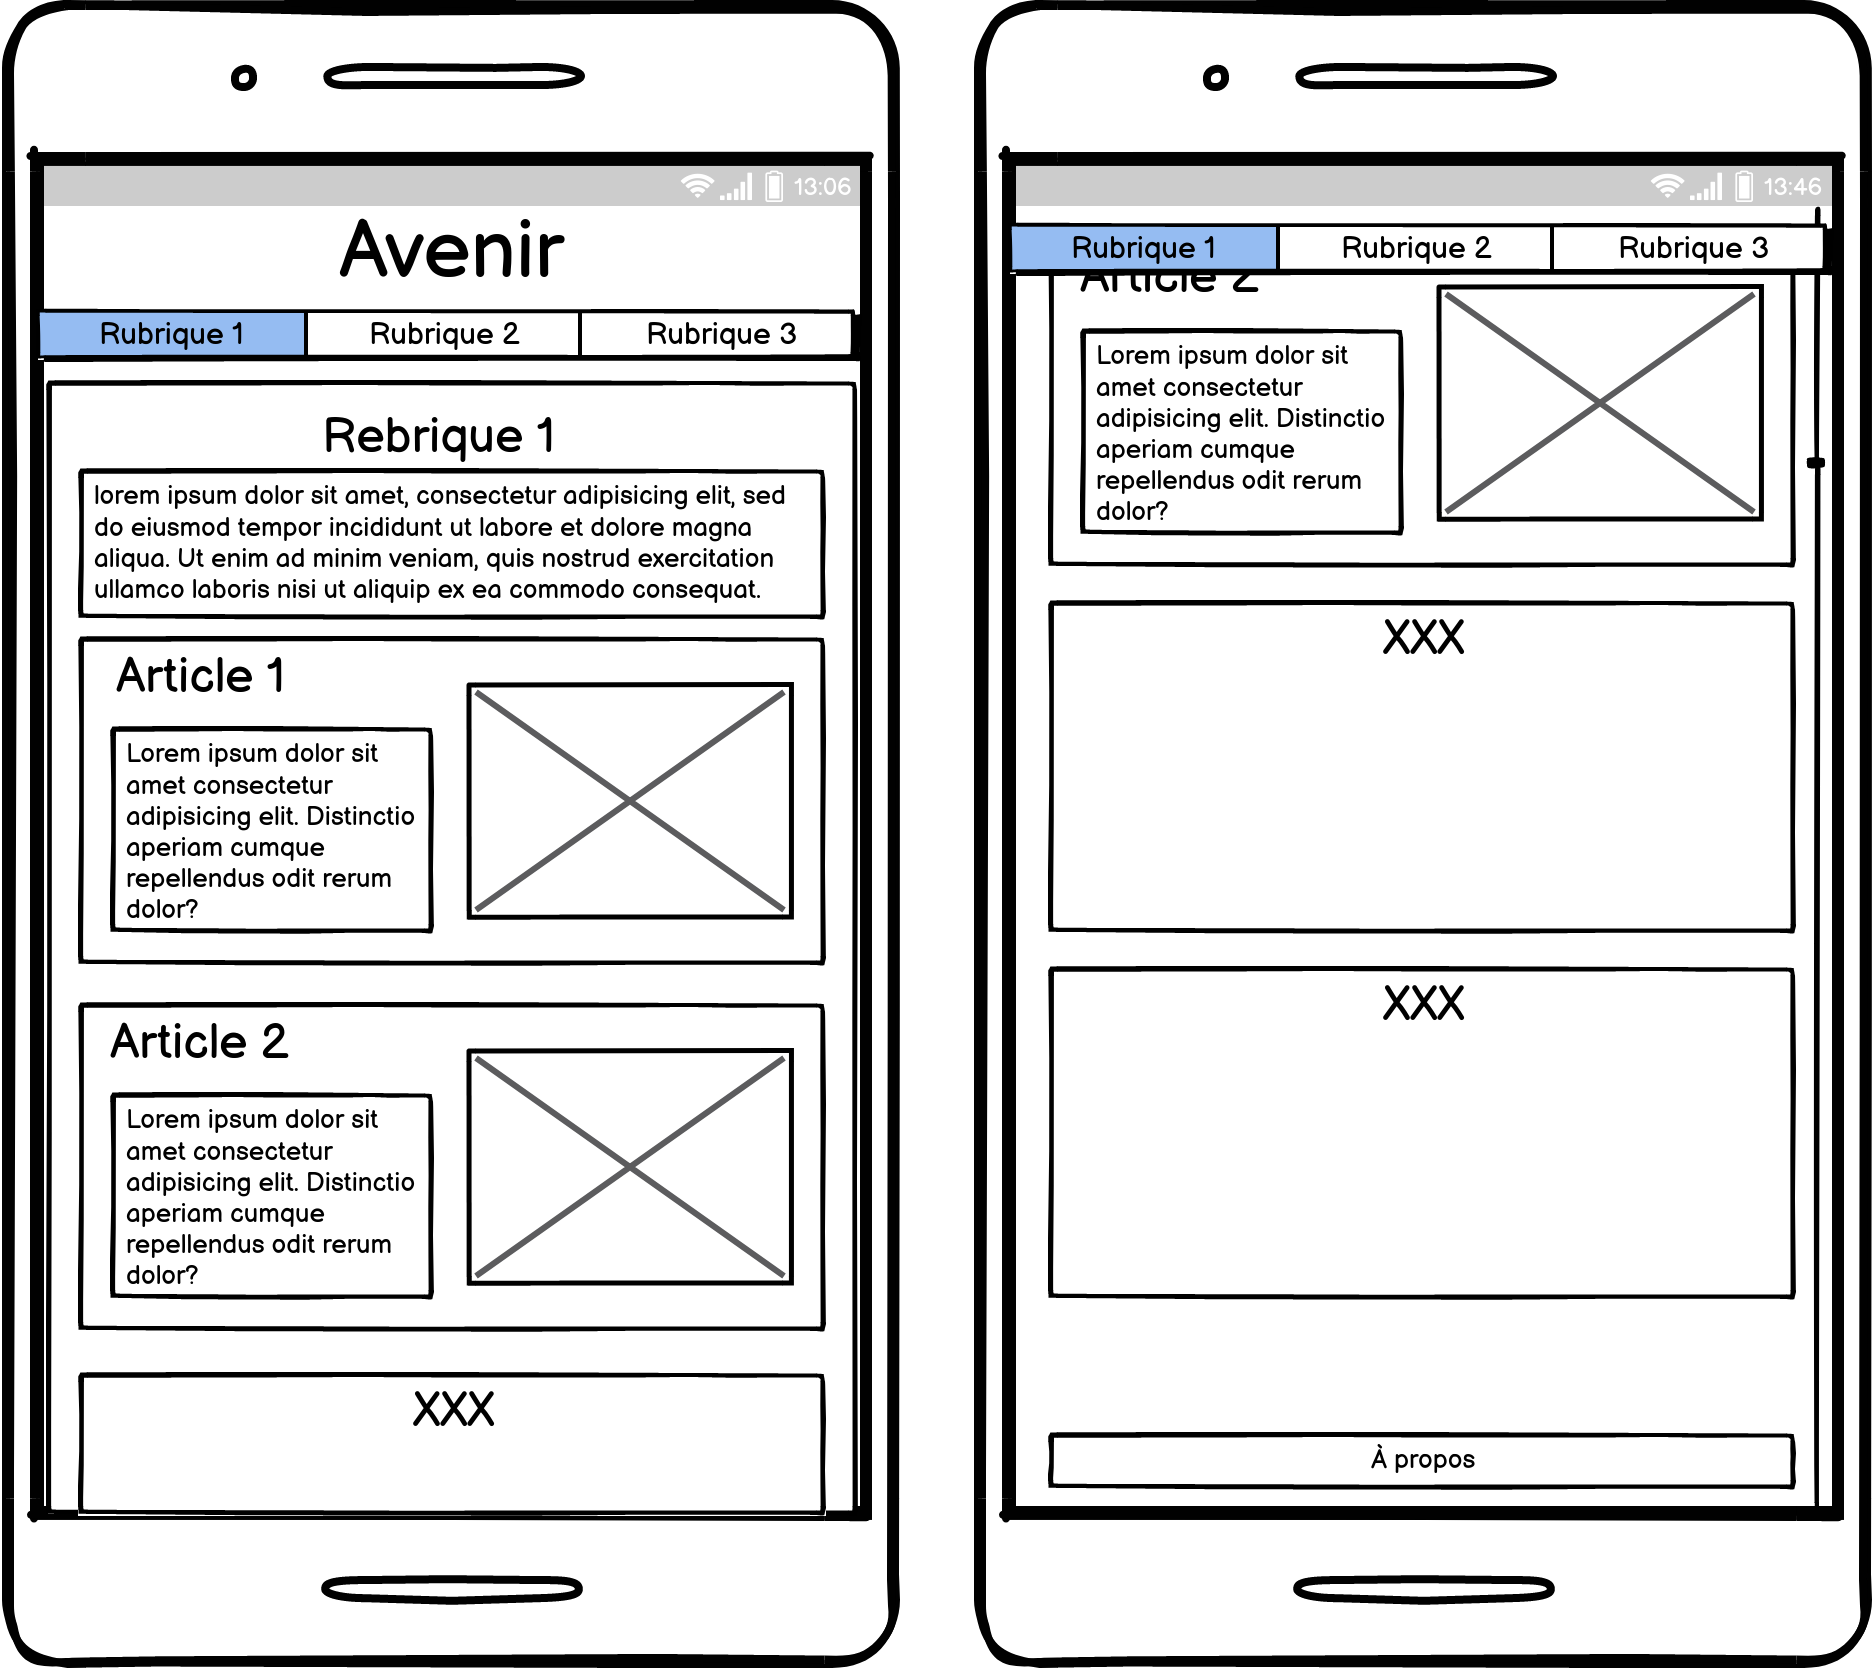 13:06
Avenir
Rubrique 1
Rubrique 2
Rubrique 3
Rebrique 1
lorem ipsum dolor sit amet, consectetur adipisicing elit, sed
do eiusmod tempor incididunt ut labore et dolore magna
aliqua. Ut enim ad minim veniam, quis nostrud exercitation
ullamco laboris nisi ut aliquip ex ea commodo consequat.
Article 1
Lorem ipsum dolor sit
amet consectetur
adipisicing elit. Distinctio
aperiam cumque
repellendus odit rerum
dolor?
Article 2
Lorem ipsum dolor sit
amet consectetur
adipisicing elit. Distinctio
aperiam cumque
repellendus odit rerum
dolor?
XXX
13:46
Rubrique 1
Rubrique 2
Rubrique 3
Article 2
Lorem ipsum dolor sit
amet consectetur
adipisicing elit. Distinctio
aperiam cumque
repellendus odit rerum
dolor?
XXX
XXX
À propos